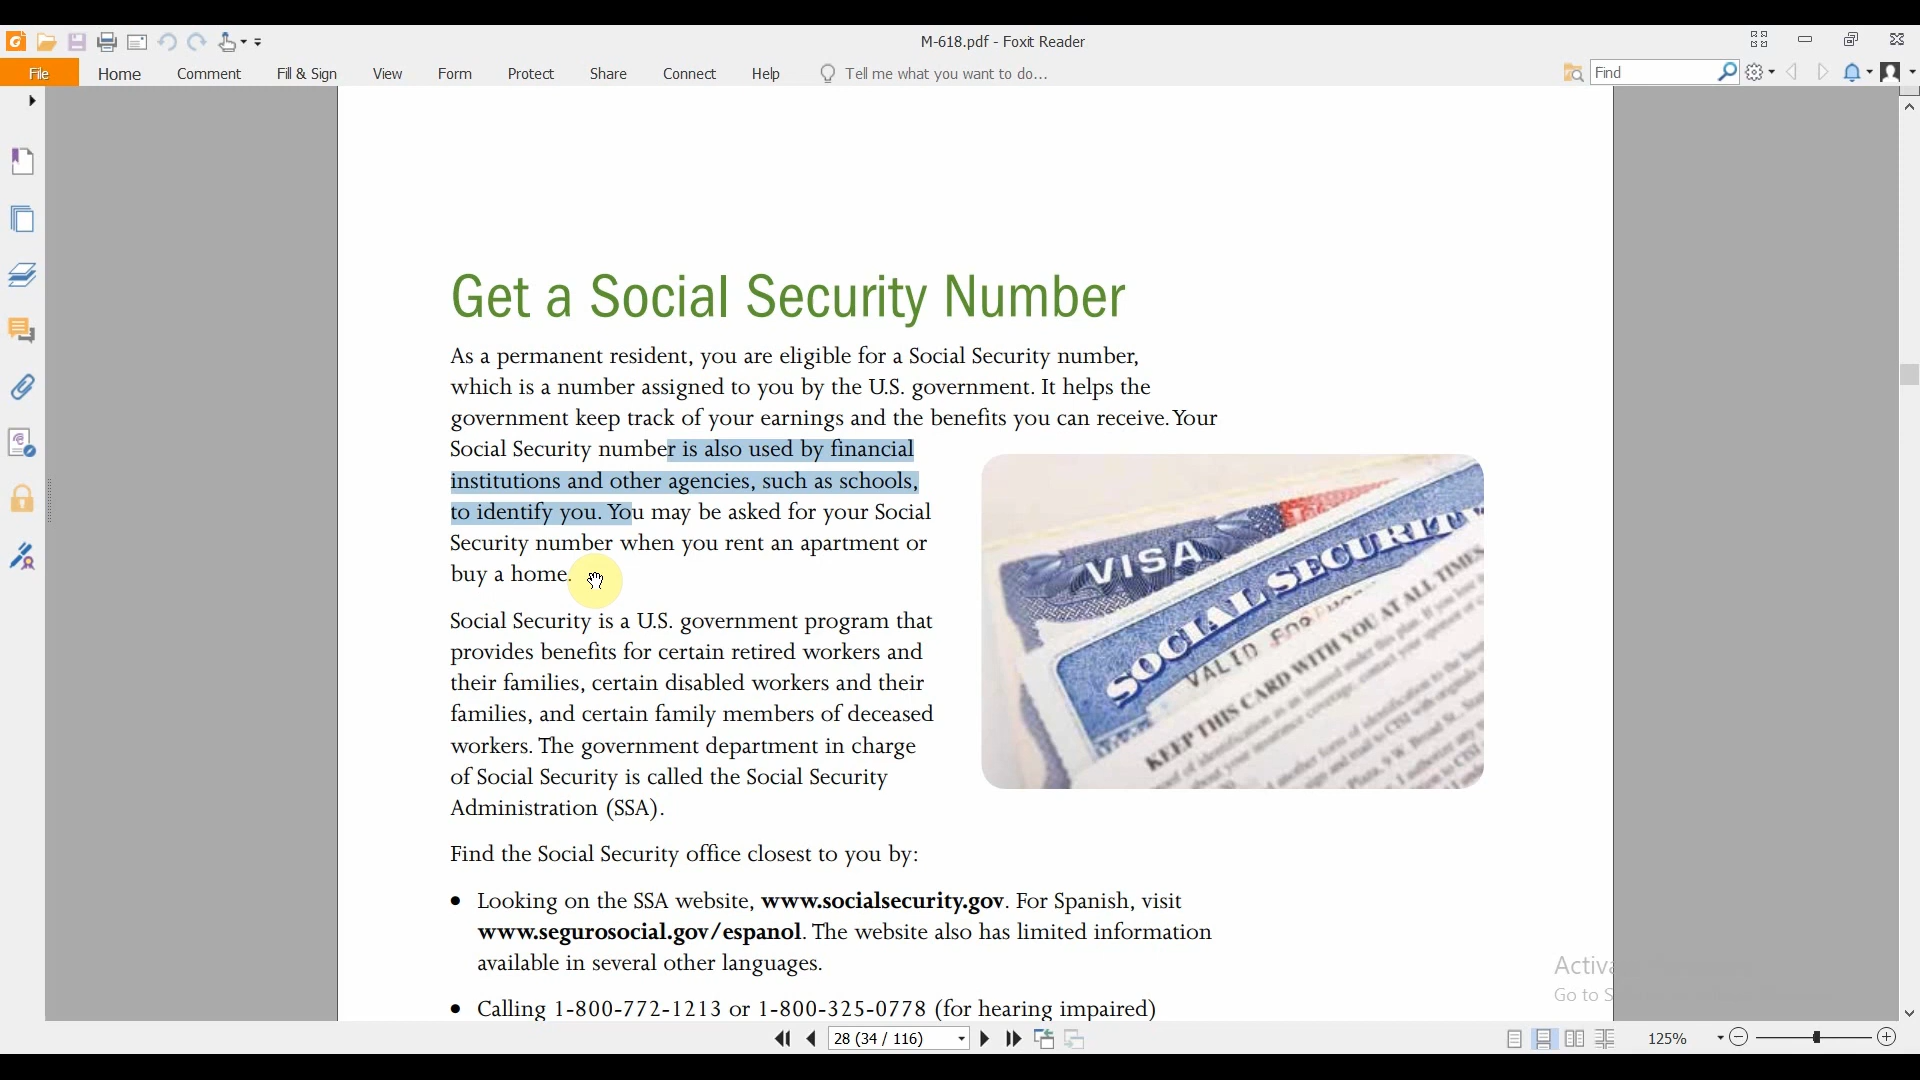 M-618.pdf - Foxit Reader
File Home Comment Fill & Sign View Form Protect Share Connect Help Tell me what you want to do... Find
Get a Social Security Number
As a permanent resident, you are eligible for a Social Security number,
which is a number assigned to you by the U.S. government. It helps the
government keep track of your earnings and the benefits you can receive. Your
Social Security number is also used by financial
institutions and other agencies, such as schools,
to identify you. You may be asked for your Social
Security number when you rent an apartment or
buy a home.
VISA
SOCIAL SECURITY
VALID FOR
KEEP THIS CARD WITH YOU AT ALL TIMES
Social Security is a U.S. government program that
provides benefits for certain retired workers and
their families, certain disabled workers and their
families, and certain family members of deceased
workers. The government department in charge
of Social Security is called the Social Security
Administration (SSA).
Find the Social Security office closest to you by:
• Looking on the SSA website, www.socialsecurity.gov. For Spanish, visit
www.segurosocial.gov/espanol. The website also has limited information
available in several other languages.
• Calling 1-800-772-1213 or 1-800-325-0778 (for hearing impaired)
Activa
Go to S
28 (34 / 116) 125%